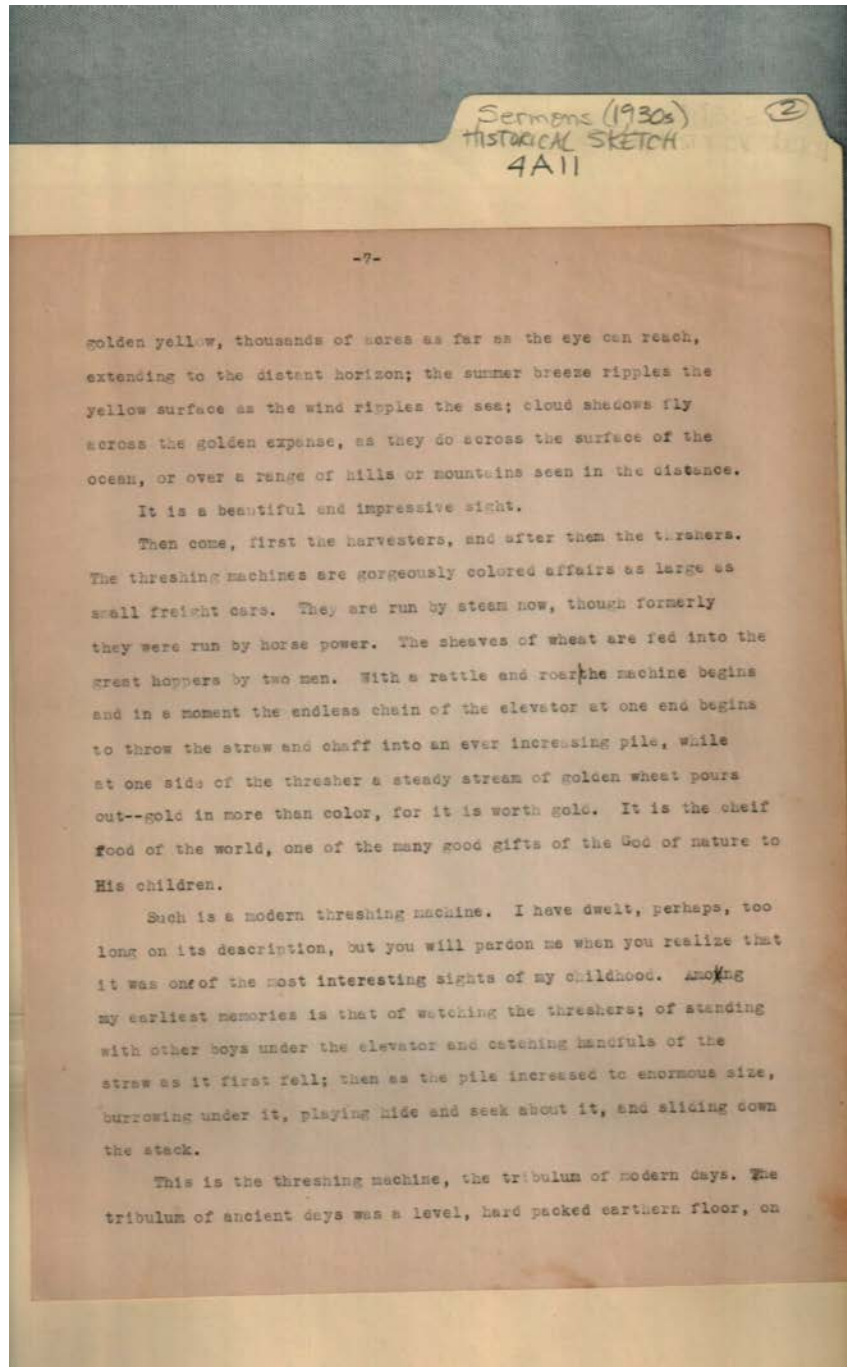 Sermons (1930s) 2
HISTORICAL SKETCH
4A11
-7-
golden yellow, thousands of acres as far as the eye can reach,
extending to the distant horizon; the summer breeze ripples the
yellow surface as the wind ripples the sea; cloud shadows fly
across the golden expanse, as they do across the surface of the
ocean, or over a range of hills or mountains seen in the distance.
It is a beautiful and impressive sight.
Then come, first the harvesters, and after them the thrshers.
The threshing machines are gorgeously colored affairs as large as
small freight cars. They are run by steam now, though formerly
they were run by horse power. The sheaves of wheat are fed into the
great hoppers by two men. With a rattle and roar the machine begins
and in a moment the endless chain of the elevator at one end begins
to throw the straw and chaff into an ever increasing pile, while
at one side of the thresher a steady stream of golden wheat pours
out--gold in more than color, for it is worth gold. It is the cheif
food of the world, one of the many good gifts of the God of nature to
His children.
Such is a modern threshing machine. I have dwelt, perhaps, too
long on its description, but you will pardon me when you realize that
it was one of the most interesting sights of my childhood. Among
my earliest memories is that of watching the threshers; of standing
with other boys under the elevator and catching handfuls of the
straw as it first fell; then as the pile increased to enormous size,
burrowing under it, playing hide and seek about it, and sliding down
the stack.
This is the threshing machine, the tribulum of modern days. The
tribulum of ancient days was a level, hard packed earthern floor, on